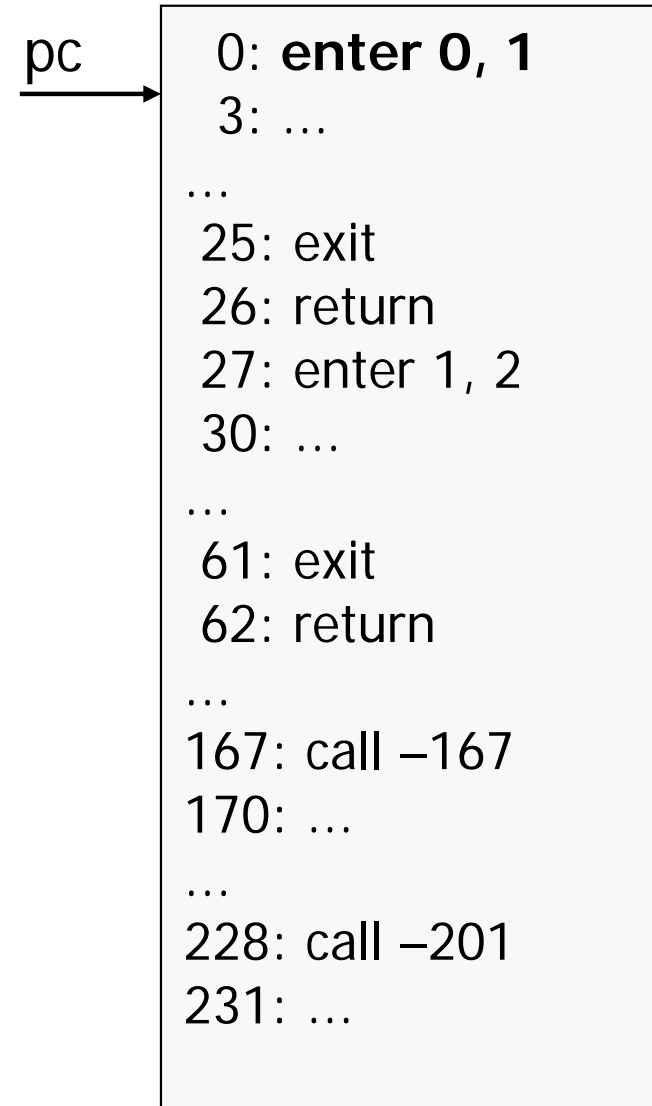 pc
0: enter 0, 1
3: ...
...
25: exit
26: return
27: enter 1, 2
30: ...
...
61: exit
62: return
...
167: call –167
170: ...
...
228: call –201
231: ...